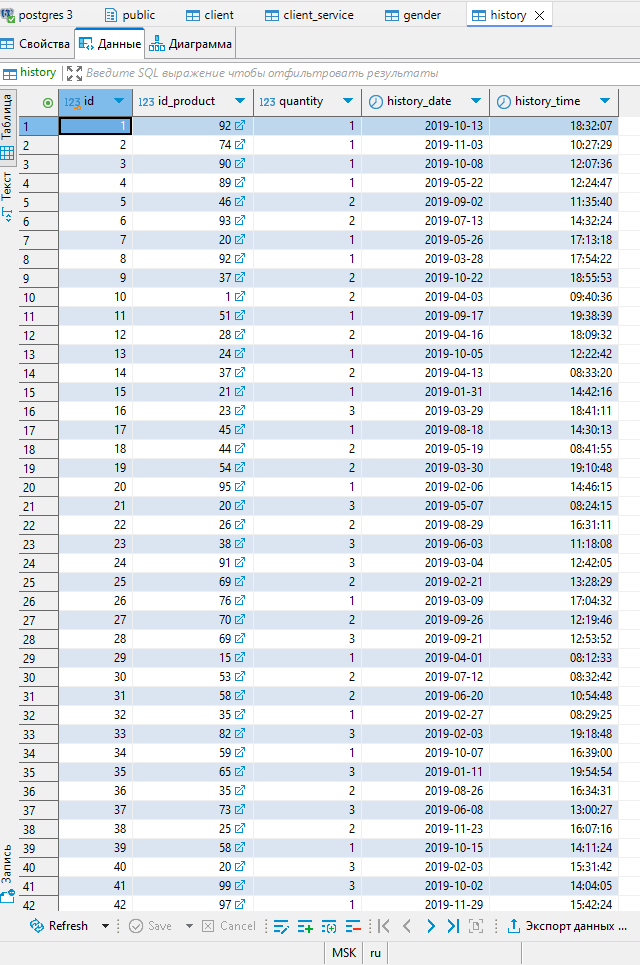 postgres 3 public client client_service gender history
Свойства Данные Диаграмма
history Введите SQL выражение чтобы отфильтровать результаты
Таблица
Текст
Запись
123 id 123 id_product 123 quantity history_date history_time
1 1 92 1 2019-10-13 18:32:07
2 2 74 1 2019-11-03 10:27:29
3 3 90 1 2019-10-08 12:07:36
4 4 89 1 2019-05-22 12:24:47
5 5 46 2 2019-09-02 11:35:40
6 6 93 2 2019-07-13 14:32:24
7 7 20 1 2019-05-26 17:13:18
8 8 92 1 2019-03-28 17:54:22
9 9 37 2 2019-10-22 18:55:53
10 10 1 2 2019-04-03 09:40:36
11 11 51 1 2019-09-17 19:38:39
12 12 28 2 2019-04-16 18:09:32
13 13 24 1 2019-10-05 12:22:42
14 14 37 2 2019-04-13 08:33:20
15 15 21 1 2019-01-31 14:42:16
16 16 23 3 2019-03-29 18:41:11
17 17 45 1 2019-08-18 14:30:13
18 18 44 2 2019-05-19 08:41:55
19 19 54 2 2019-03-30 19:10:48
20 20 95 1 2019-02-06 14:46:15
21 21 20 3 2019-05-07 08:24:15
22 22 26 2 2019-08-29 16:31:11
23 23 38 3 2019-06-03 11:18:08
24 24 91 3 2019-03-04 12:42:05
25 25 69 2 2019-02-21 13:28:29
26 26 76 1 2019-03-09 17:04:32
27 27 70 2 2019-09-26 12:19:46
28 28 69 3 2019-09-21 12:53:52
29 29 15 1 2019-04-01 08:12:33
30 30 53 2 2019-07-12 08:32:42
31 31 58 2 2019-06-20 10:54:48
32 32 35 1 2019-02-27 08:29:25
33 33 82 3 2019-02-03 19:18:48
34 34 59 1 2019-10-07 16:39:00
35 35 65 3 2019-01-11 19:54:54
36 36 35 2 2019-08-26 16:34:31
37 37 73 3 2019-06-08 13:00:27
38 38 25 2 2019-11-23 16:07:16
39 39 58 1 2019-10-15 14:11:24
40 40 20 3 2019-02-03 15:31:42
41 41 99 3 2019-10-02 14:04:05
42 42 97 1 2019-11-29 15:42:24
Refresh Save Cancel Экспорт данных ...
MSK ru